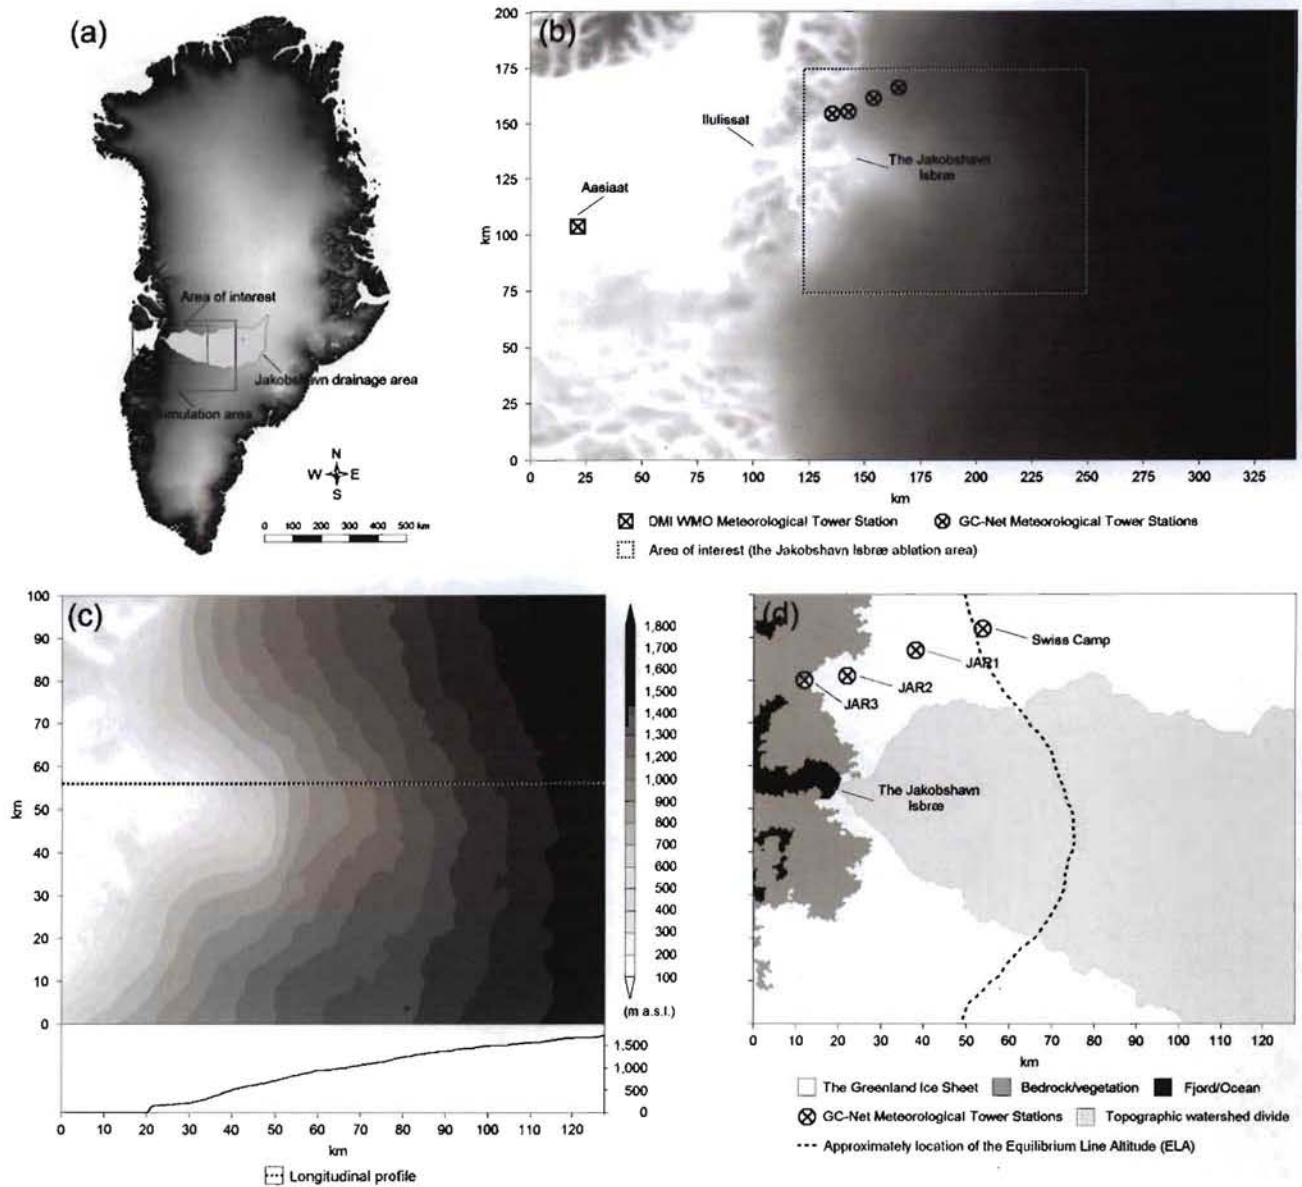 (a)
Area of interest
Jakobshavn drainage area
simulation area
N
W E
S
0 100 200 300 400 500 km
(b)
200
175
150
125
100
75
50
25
0
km
Ilulissat
Aasiaat
The Jakobshavn
Isbræ
0 25 50 75 100 125 150 175 200 225 250 275 300 325
km
DMI WMO Meteorological Tower Station
GC-Net Meteorological Tower Stations
Area of interest (the Jakobshavn Isbræ ablation area)
(c)
100
90
80
70
60
50
40
30
20
10
0
km
1,800
1,700
1,600
1,500
1,400
1,300
1,200
1,000
900
800
700
600
500
400
300
200
100
(m a.s.l.)
1,500
1,000
500
0
0 10 20 30 40 50 60 70 80 90 100 110 120
km
Longitudinal profile
(d)
Swiss Camp
JAR1
JAR2
JAR3
The Jakobshavn
Isbræ
0 10 20 30 40 50 60 70 80 90 100 110 120
km
The Greenland Ice Sheet
Bedrock/vegetation
Fjord/Ocean
GC-Net Meteorological Tower Stations
Topographic watershed divide
Approximately location of the Equilibrium Line Altitude (ELA)